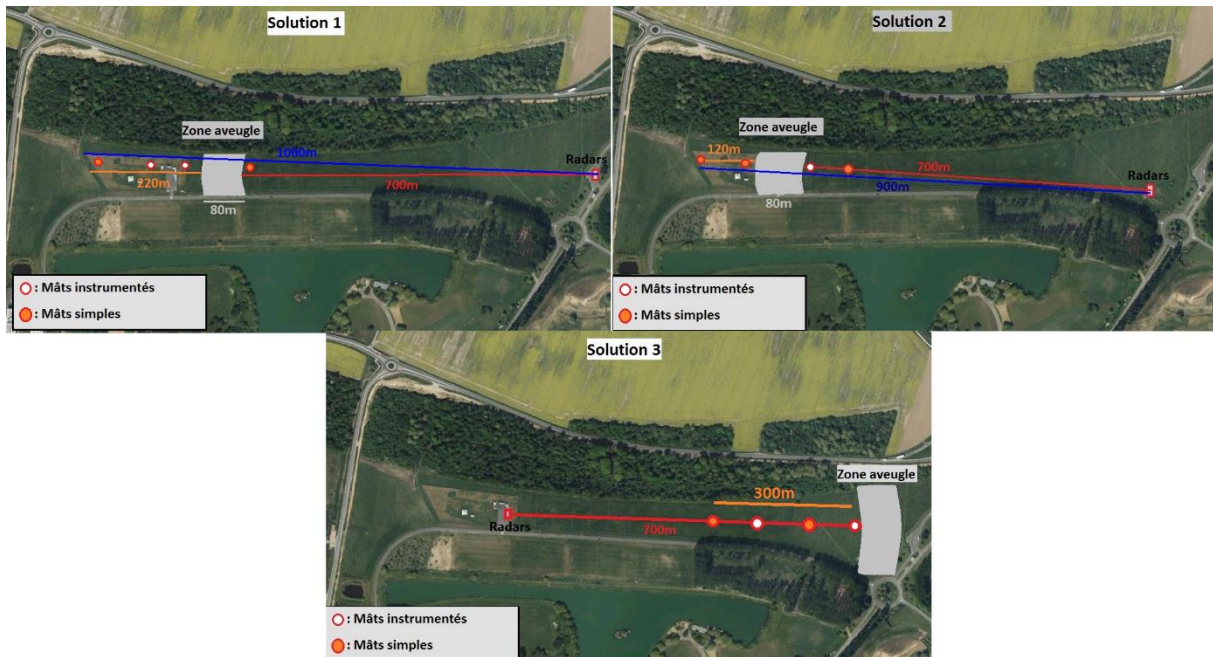 Solution 1
Zone aveugle
1000m
Radars
220m
700m
80m
: Mâts instrumentés
: Mâts simples
Solution 2
Zone aveugle
120m
700m
Radars
900m
80m
: Mâts instrumentés
: Mâts simples
Solution 3
Zone aveugle
300m
Radars
700m
: Mâts instrumentés
: Mâts simples